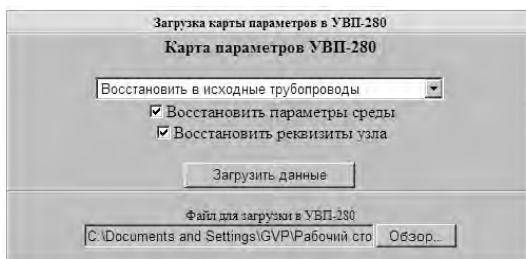 Загрузка карты параметров в УВП-280
Карта параметров УВП-280
Восстановить в исходные трубопроводы
Восстановить параметры среды
Восстановить реквизиты узла
Загрузить данные
Файл для загрузки в УВП-280
C:\Documents and Settings\GVP\Рабочий сто
Обзор...